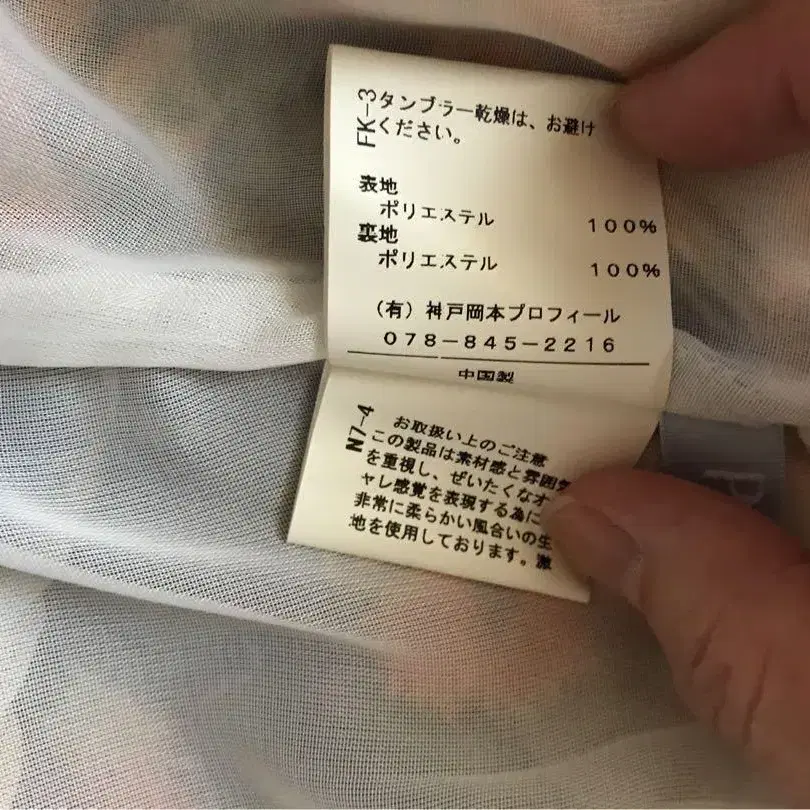 FK-3
タンブラー乾燥は、お避け
ください。
表地
ポリエステル 100%
裏地
ポリエステル 100%
(有)神戸岡本プロフィール
078-845-2216
中国製
N7-4
お取扱い上のご注意
この製品は素材感と雰囲気
を重視し、ぜいたくなオ
ャレ感覚を表現する為に
非常に柔らかい風合いの生
地を使用しております。激